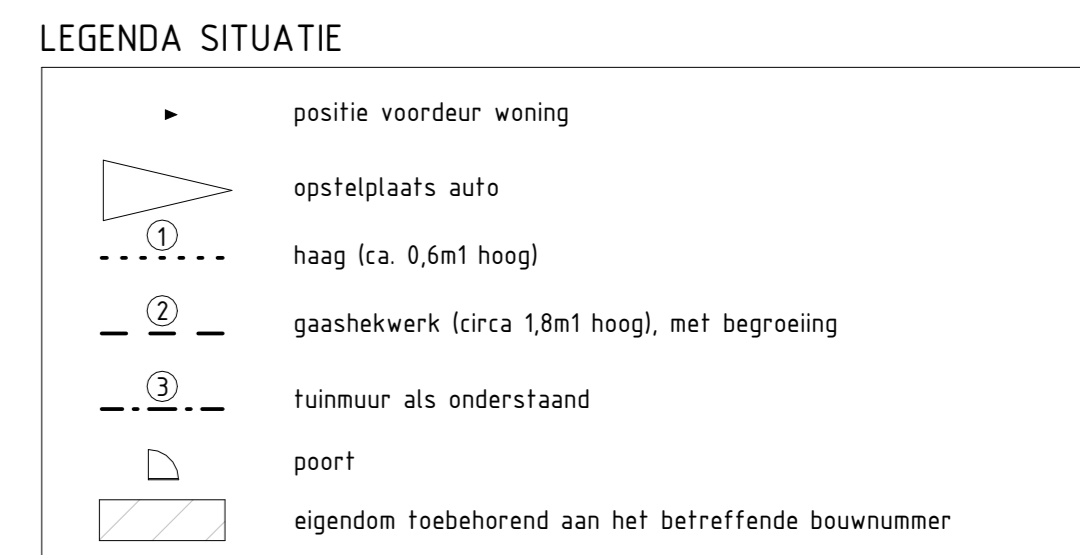 LEGENDA SITUATIE
positie voordeur woning
opstelplaats auto
1 haag (ca. 0,6m1 hoog)
2 gaashekwerk (circa 1,8m1 hoog), met begroeiing
3 tuinmuur als onderstaand
poort
eigendom toebehorend aan het betreffende bouwnummer